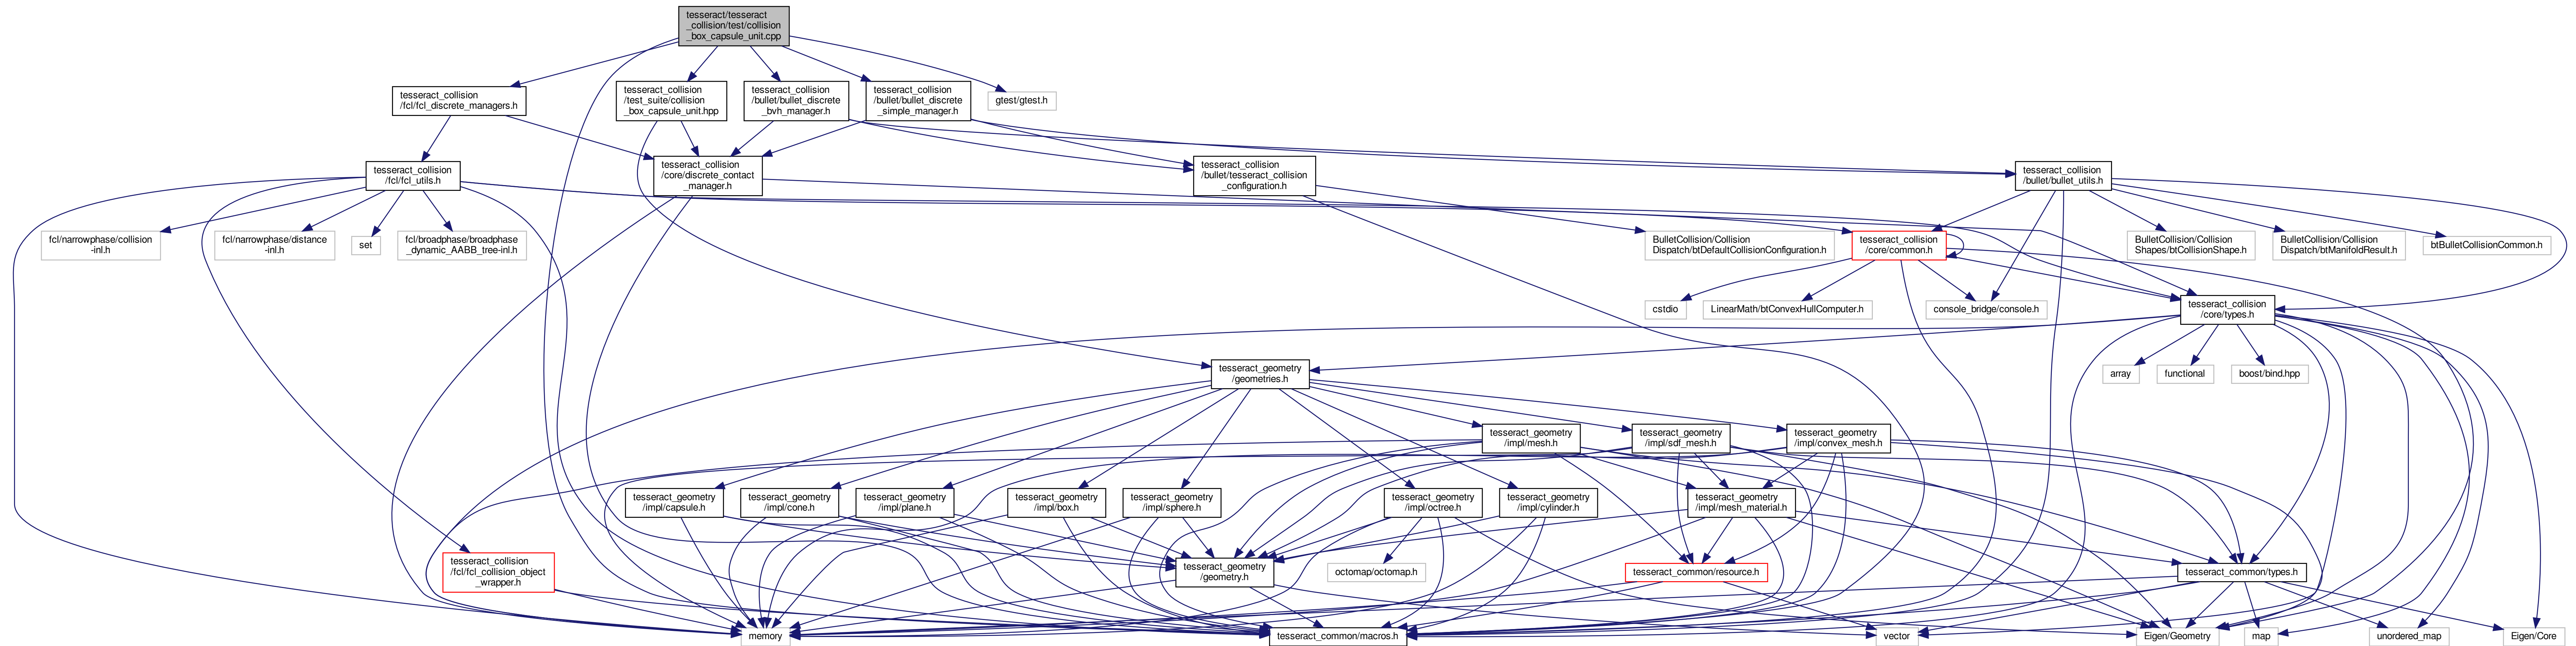 tesseract/tesseract
_collision/test/collision
_box_capsule_unit.cpp
tesseract_collision
/fcl/fcl_discrete_managers.h
tesseract_collision
/test_suite/collision
_box_capsule_unit.hpp
tesseract_collision
/bullet/bullet_discrete
_bvh_manager.h
tesseract_collision
/bullet/bullet_discrete
_simple_manager.h
gtest/gtest.h
tesseract_collision
/fcl/fcl_utils.h
tesseract_collision
/core/discrete_contact
_manager.h
tesseract_collision
/bullet/tesseract_collision
_configuration.h
tesseract_collision
/bullet/bullet_utils.h
fcl/narrowphase/collision
-inl.h
fcl/narrowphase/distance
-inl.h
set
fcl/broadphase/broadphase
_dynamic_AABB_tree-inl.h
BulletCollision/Collision
Dispatch/btDefaultCollisionConfiguration.h
tesseract_collision
/core/common.h
BulletCollision/Collision
Shapes/btCollisionShape.h
BulletCollision/Collision
Dispatch/btManifoldResult.h
btBulletCollisionCommon.h
cstdio
LinearMath/btConvexHullComputer.h
console_bridge/console.h
tesseract_collision
/core/types.h
tesseract_geometry
/geometries.h
array
functional
boost/bind.hpp
tesseract_geometry
/impl/mesh.h
tesseract_geometry
/impl/sdf_mesh.h
tesseract_geometry
/impl/convex_mesh.h
tesseract_geometry
/impl/capsule.h
tesseract_geometry
/impl/cone.h
tesseract_geometry
/impl/plane.h
tesseract_geometry
/impl/box.h
tesseract_geometry
/impl/sphere.h
tesseract_geometry
/impl/octree.h
tesseract_geometry
/impl/cylinder.h
tesseract_geometry
/impl/mesh_material.h
tesseract_collision
/fcl/fcl_collision_object
_wrapper.h
tesseract_geometry
/geometry.h
octomap/octomap.h
tesseract_common/resource.h
tesseract_common/types.h
memory
tesseract_common/macros.h
vector
Eigen/Geometry
map
unordered_map
Eigen/Core